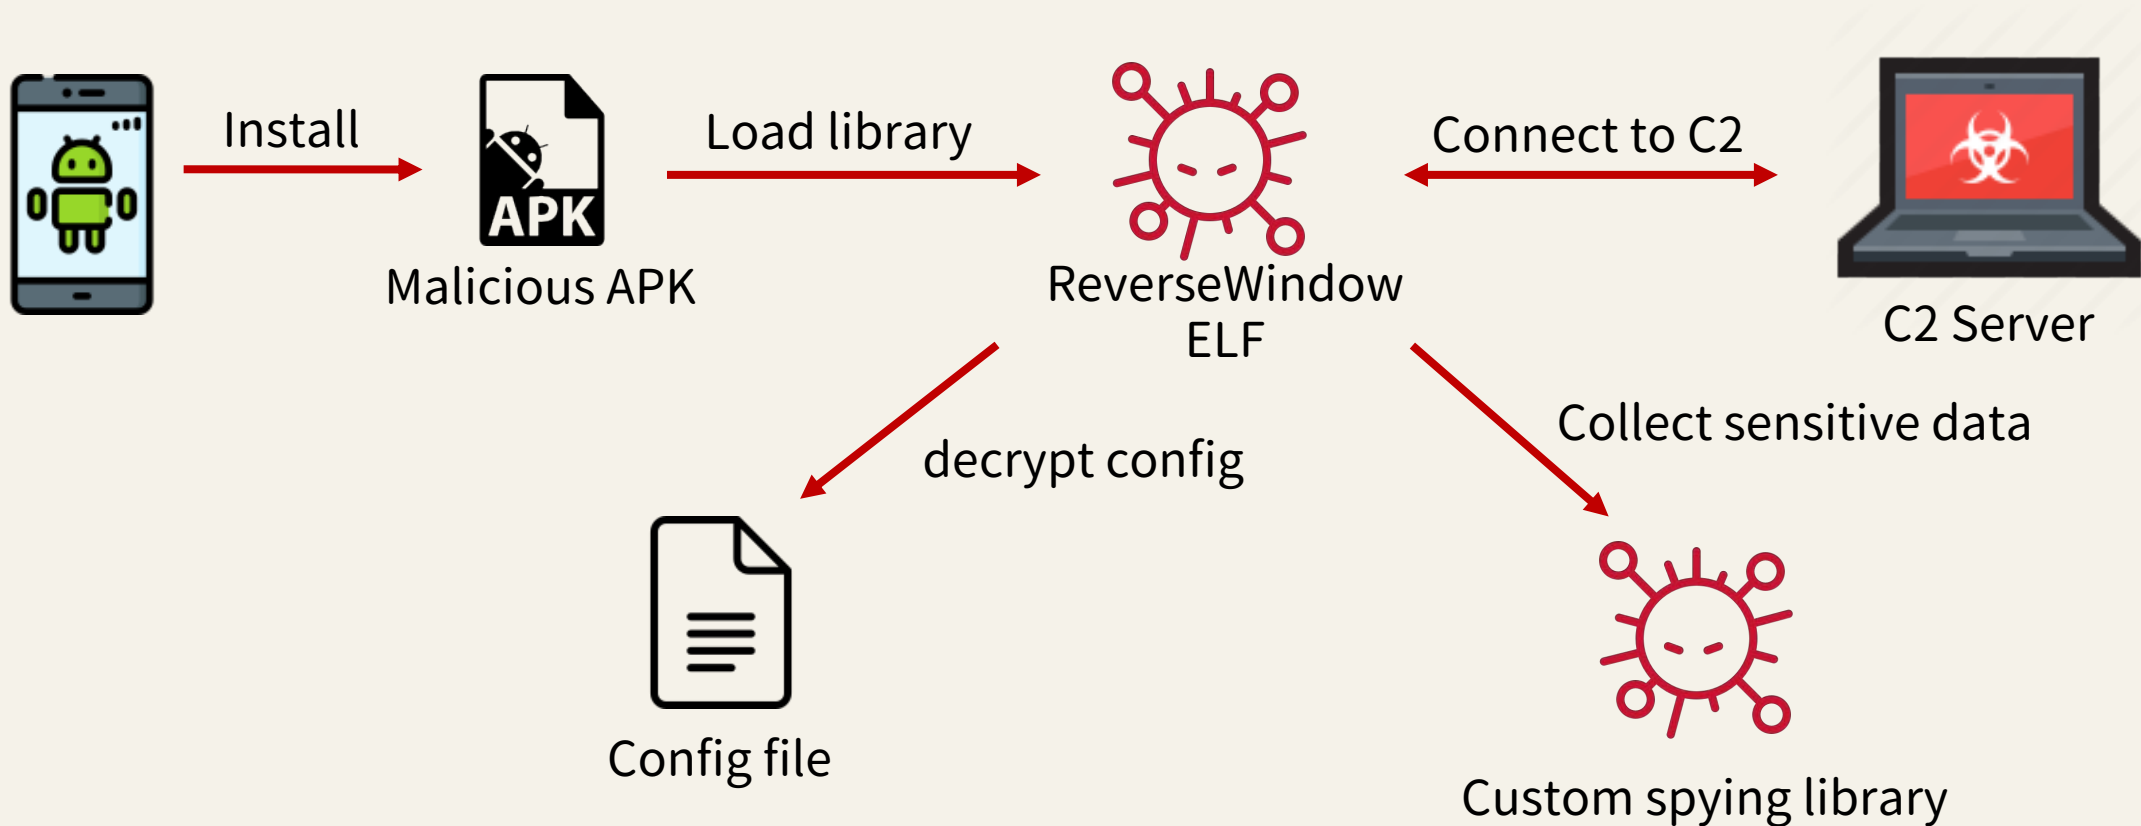 Install
Load library
Connect to C2
APK
Malicious APK
ReverseWindow
ELF
C2 Server
decrypt config
Collect sensitive data
Config file
Custom spying library